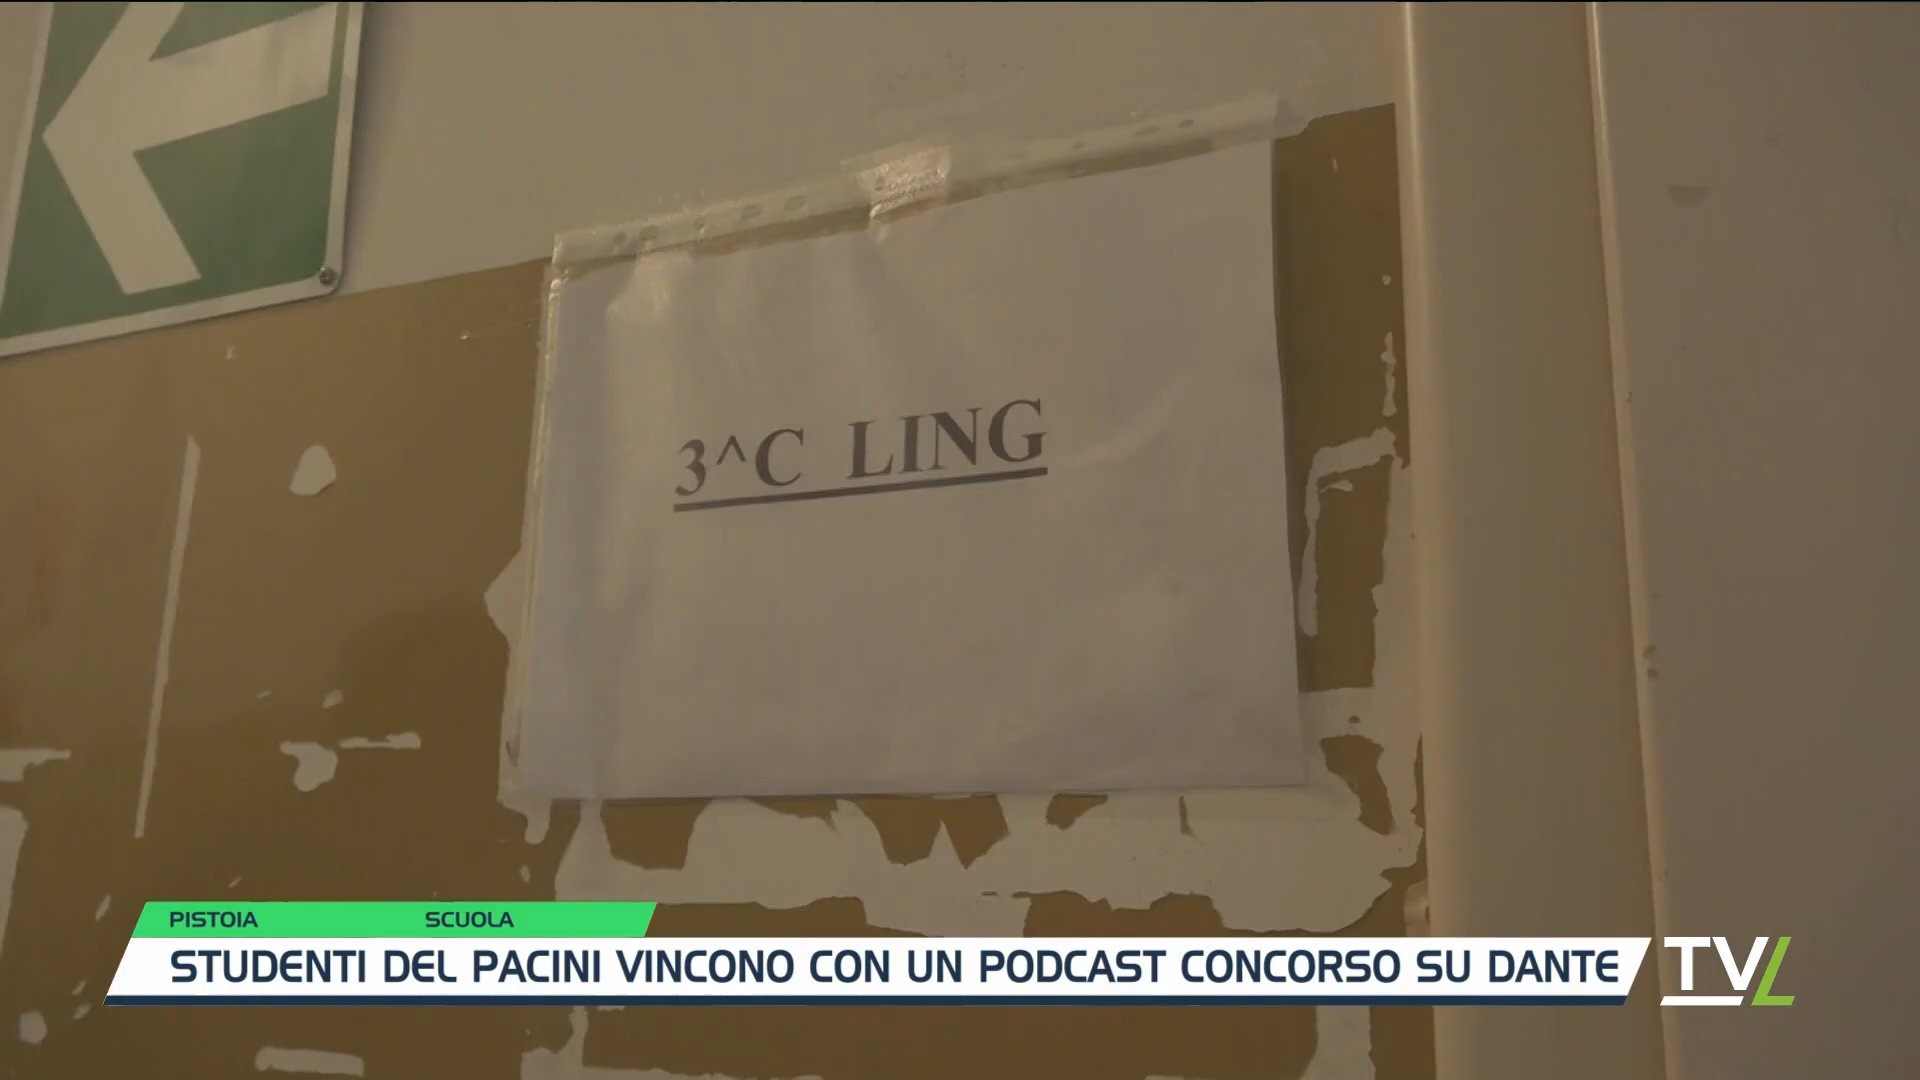 3^C LING
PISTOIA SCUOLA
STUDENTI DEL PACINI VINCONO CON UN PODCAST CONCORSO SU DANTE
TVL